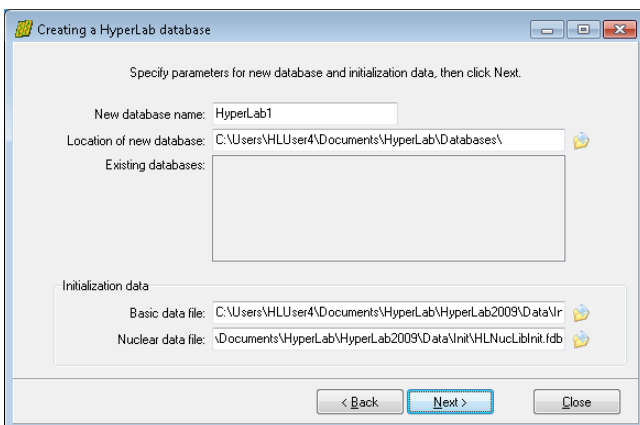 Creating a HyperLab database
Specify parameters for new database and initialization data, then click Next.
New database name: HyperLab1
Location of new database: C:\Users\HLUser4\Documents\HyperLab\Databases\
Existing databases:
Initialization data
Basic data file: C:\Users\HLUser4\Documents\HyperLab\HyperLab2009\Data\In
Nuclear data file: \Documents\HyperLab\HyperLab2009\Data\Init\HLNucLibInit.fdb
< Back Next > Close